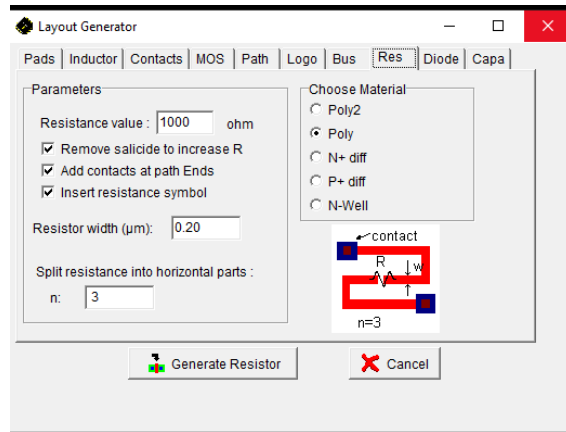 Layout Generator
Pads Inductor Contacts MOS Path Logo Bus Res Diode Capa
Parameters
Resistance value : 1000 ohm
Remove salicide to increase R
Add contacts at path Ends
Insert resistance symbol
Resistor width (µm): 0.20
Split resistance into horizontal parts :
n: 3
Choose Material
Poly2
Poly
N+ diff
P+ diff
N-Well
contact
R w
n=3
Generate Resistor Cancel